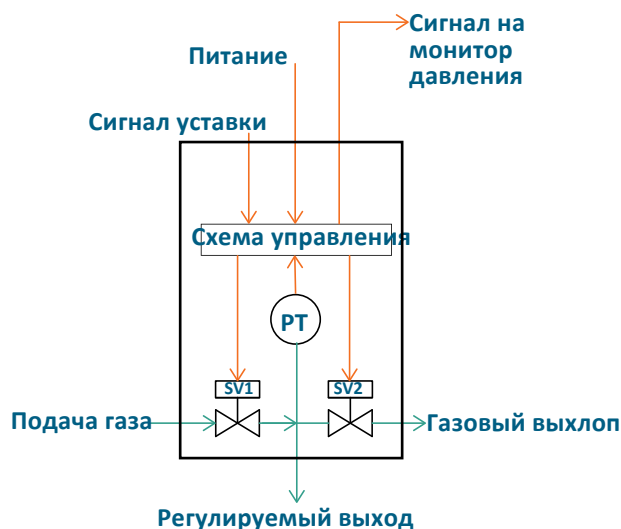 Сигнал на
монитор
давления
Питание
Сигнал уставки
Схема управления
PT
SV1
SV2
Подача газа
Газовый выхлоп
Регулируемый выход